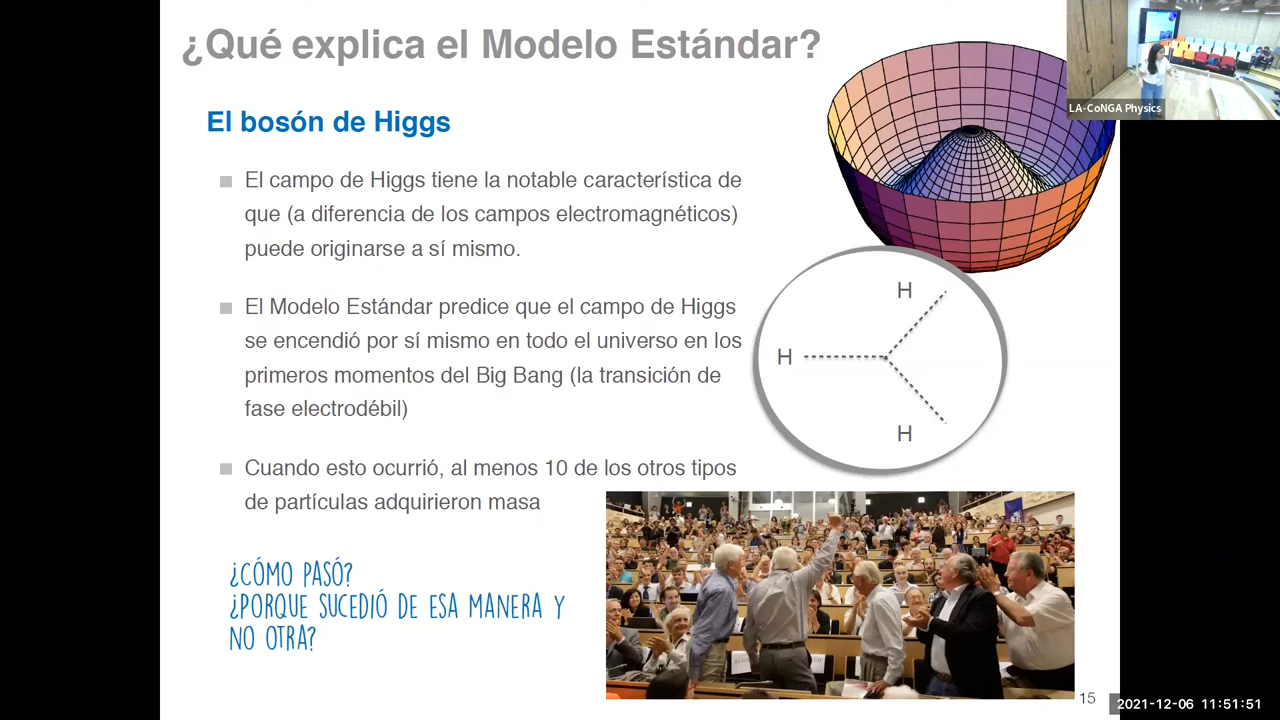 ¿Qué explica el Modelo Estándar?
LA-CoNGA Physics
El bosón de Higgs
El campo de Higgs tiene la notable característica de
que (a diferencia de los campos electromagnéticos)
puede originarse a sí mismo.
El Modelo Estándar predice que el campo de Higgs
se encendió por sí mismo en todo el universo en los
primeros momentos del Big Bang (la transición de
fase electrodébil)
Cuando esto ocurrió, al menos 10 de los otros tipos
de partículas adquirieron masa
H
H
H
¿CÓMO PASÓ?
¿PORQUE SUCEDIÓ DE ESA MANERA Y
NO OTRA?
15
2021-12-06 11:51:51